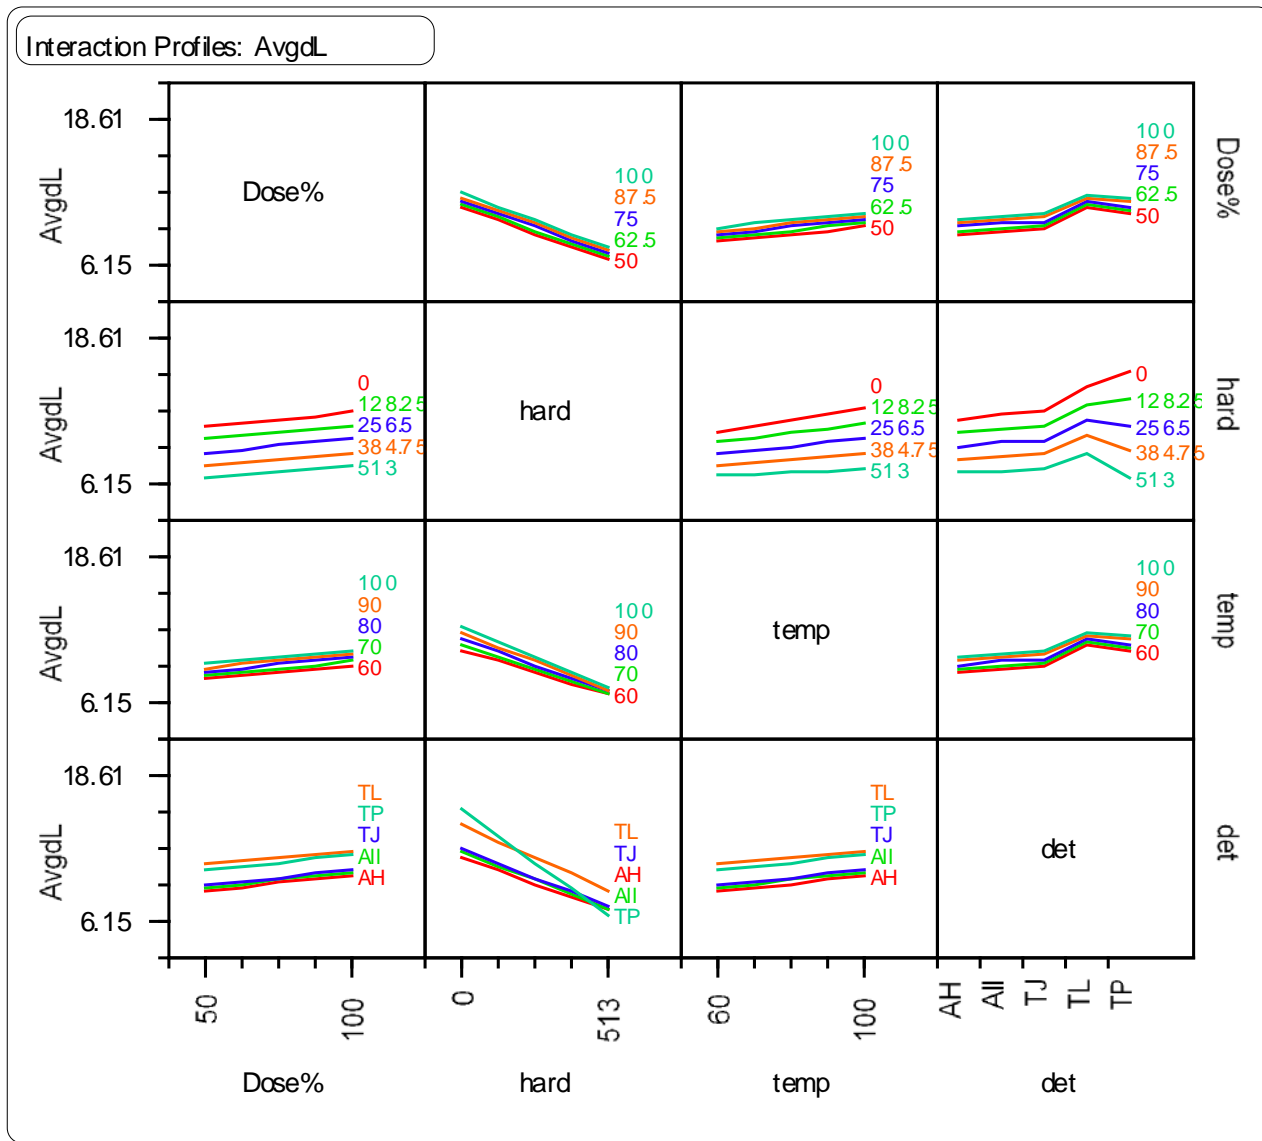 Interaction Profiles: AvgdL
18.61
AvgdL
6.15
Dose%
100
87.5
75
62.5
50
100
87.5
75
62.5
50
100
87.5
75
62.5
50
Dose%
18.61
AvgdL
6.15
0
128.25
256.5
384.75
513
hard
0
128.25
256.5
384.75
513
0
128.25
256.5
384.75
513
hard
18.61
AvgdL
6.15
100
90
80
70
60
100
90
80
70
60
temp
100
90
80
70
60
temp
18.61
AvgdL
6.15
TL
TP
TJ
All
AH
TL
TJ
AH
All
TP
TL
TP
TJ
All
AH
det
det
50
100
0
513
60
100
AH
All
TJ
TL
TP
Dose%
hard
temp
det